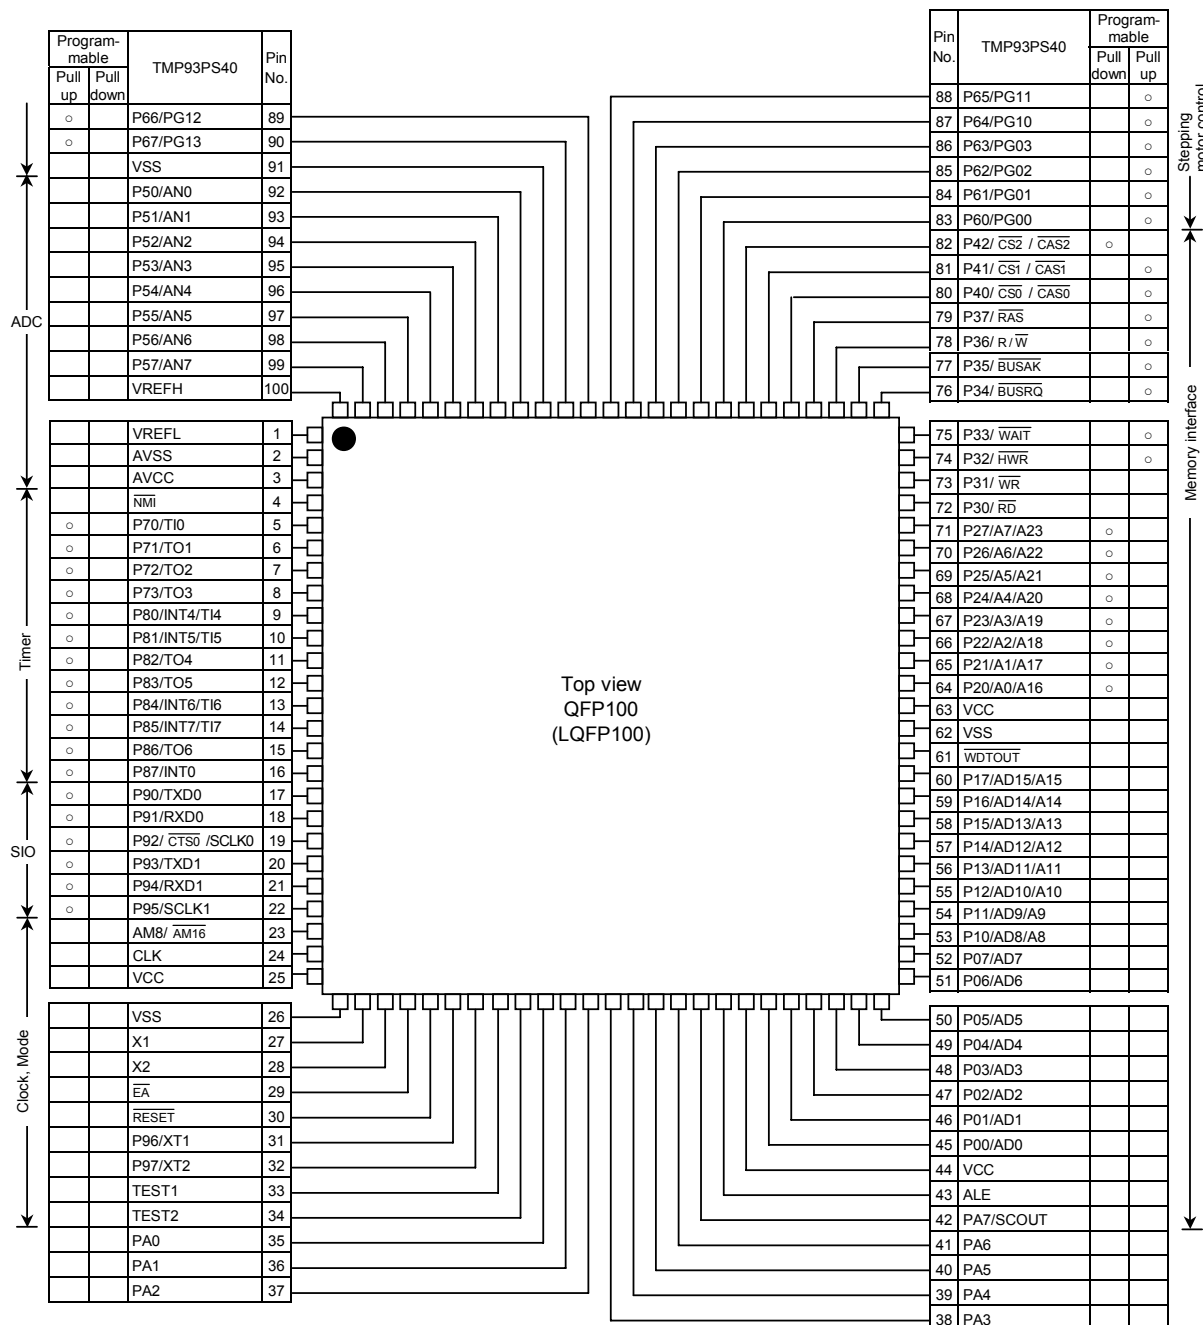 Program-
mable
Pull
up
Pull
down
TMP93PS40
Pin
No.
P66/PG12 89
P67/PG13 90
VSS 91
P50/AN0 92
P51/AN1 93
P52/AN2 94
P53/AN3 95
P54/AN4 96
P55/AN5 97
P56/AN6 98
P57/AN7 99
VREFH 100
VREFL 1
AVSS 2
AVCC 3
NMI 4
P70/TI0 5
P71/TO1 6
P72/TO2 7
P73/TO3 8
P80/INT4/TI4 9
P81/INT5/TI5 10
P82/TO4 11
P83/TO5 12
P84/INT6/TI6 13
P85/INT7/TI7 14
P86/TO6 15
P87/INT0 16
P90/TXD0 17
P91/RXD0 18
P92/ CTS0 /SCLK0 19
P93/TXD1 20
P94/RXD1 21
P95/SCLK1 22
AM8/ AM16 23
CLK 24
VCC 25
VSS 26
X1 27
X2 28
EA 29
RESET 30
P96/XT1 31
P97/XT2 32
TEST1 33
TEST2 34
PA0 35
PA1 36
PA2 37
ADC
Timer
SIO
Clock, Mode
Top view
QFP100
(LQFP100)
Pin
No.
TMP93PS40
Program-
mable
Pull
down
Pull
up
88 P65/PG11
87 P64/PG10
86 P63/PG03
85 P62/PG02
84 P61/PG01
83 P60/PG00
82 P42/ CS2 / CAS2
81 P41/ CS1 / CAS1
80 P40/ CS0 / CAS0
79 P37/ RAS
78 P36/ R/W
77 P35/ BUSAK
76 P34/ BUSRQ
75 P33/ WAIT
74 P32/ HWR
73 P31/ WR
72 P30/ RD
71 P27/A7/A23
70 P26/A6/A22
69 P25/A5/A21
68 P24/A4/A20
67 P23/A3/A19
66 P22/A2/A18
65 P21/A1/A17
64 P20/A0/A16
63 VCC
62 VSS
61 WDTOUT
60 P17/AD15/A15
59 P16/AD14/A14
58 P15/AD13/A13
57 P14/AD12/A12
56 P13/AD11/A11
55 P12/AD10/A10
54 P11/AD9/A9
53 P10/AD8/A8
52 P07/AD7
51 P06/AD6
50 P05/AD5
49 P04/AD4
48 P03/AD3
47 P02/AD2
46 P01/AD1
45 P00/AD0
44 VCC
43 ALE
42 PA7/SCOUT
41 PA6
40 PA5
39 PA4
38 PA3
Stepping
motor control
Memory interface